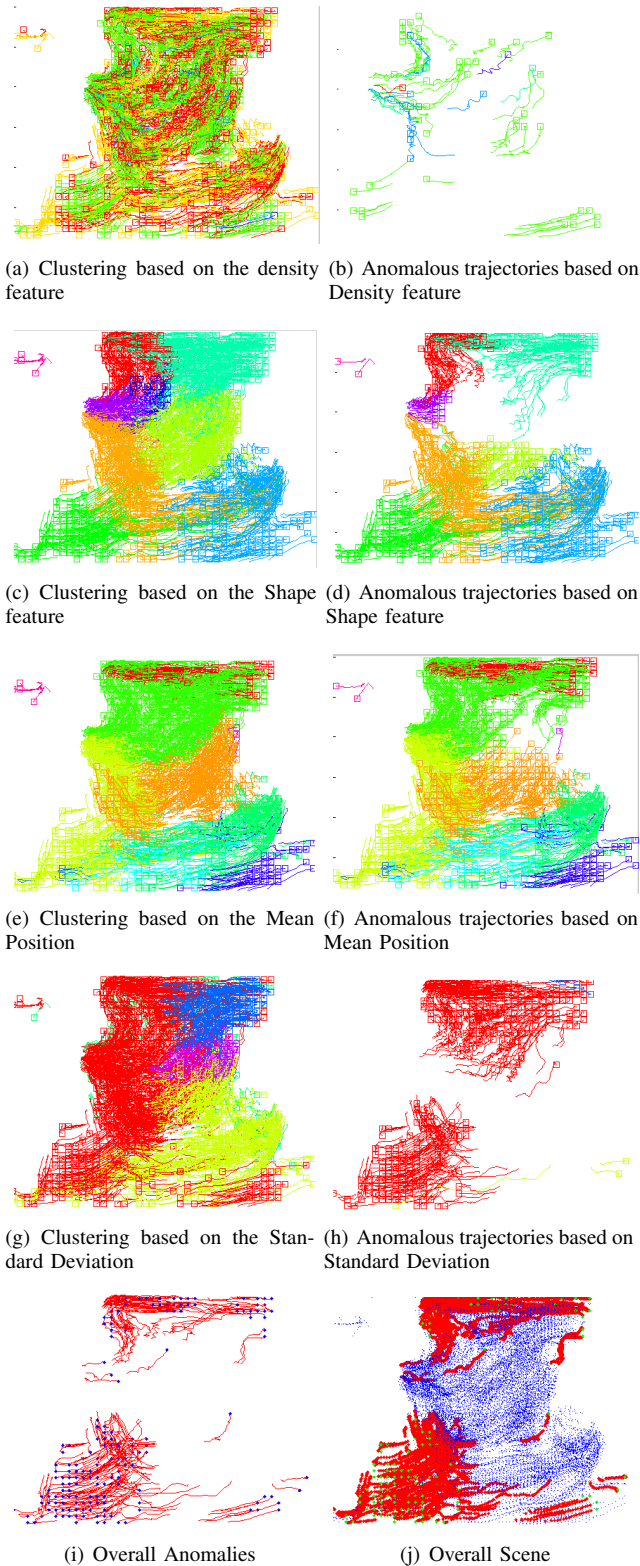 (a) Clustering based on the density
feature
(b) Anomalous trajectories based on
Density feature
(c) Clustering based on the Shape
feature
(d) Anomalous trajectories based on
Shape feature
(e) Clustering based on the Mean
Position
(f) Anomalous trajectories based on
Mean Position
(g) Clustering based on the Stan-
dard Deviation
(h) Anomalous trajectories based on
Standard Deviation
(i) Overall Anomalies
(j) Overall Scene